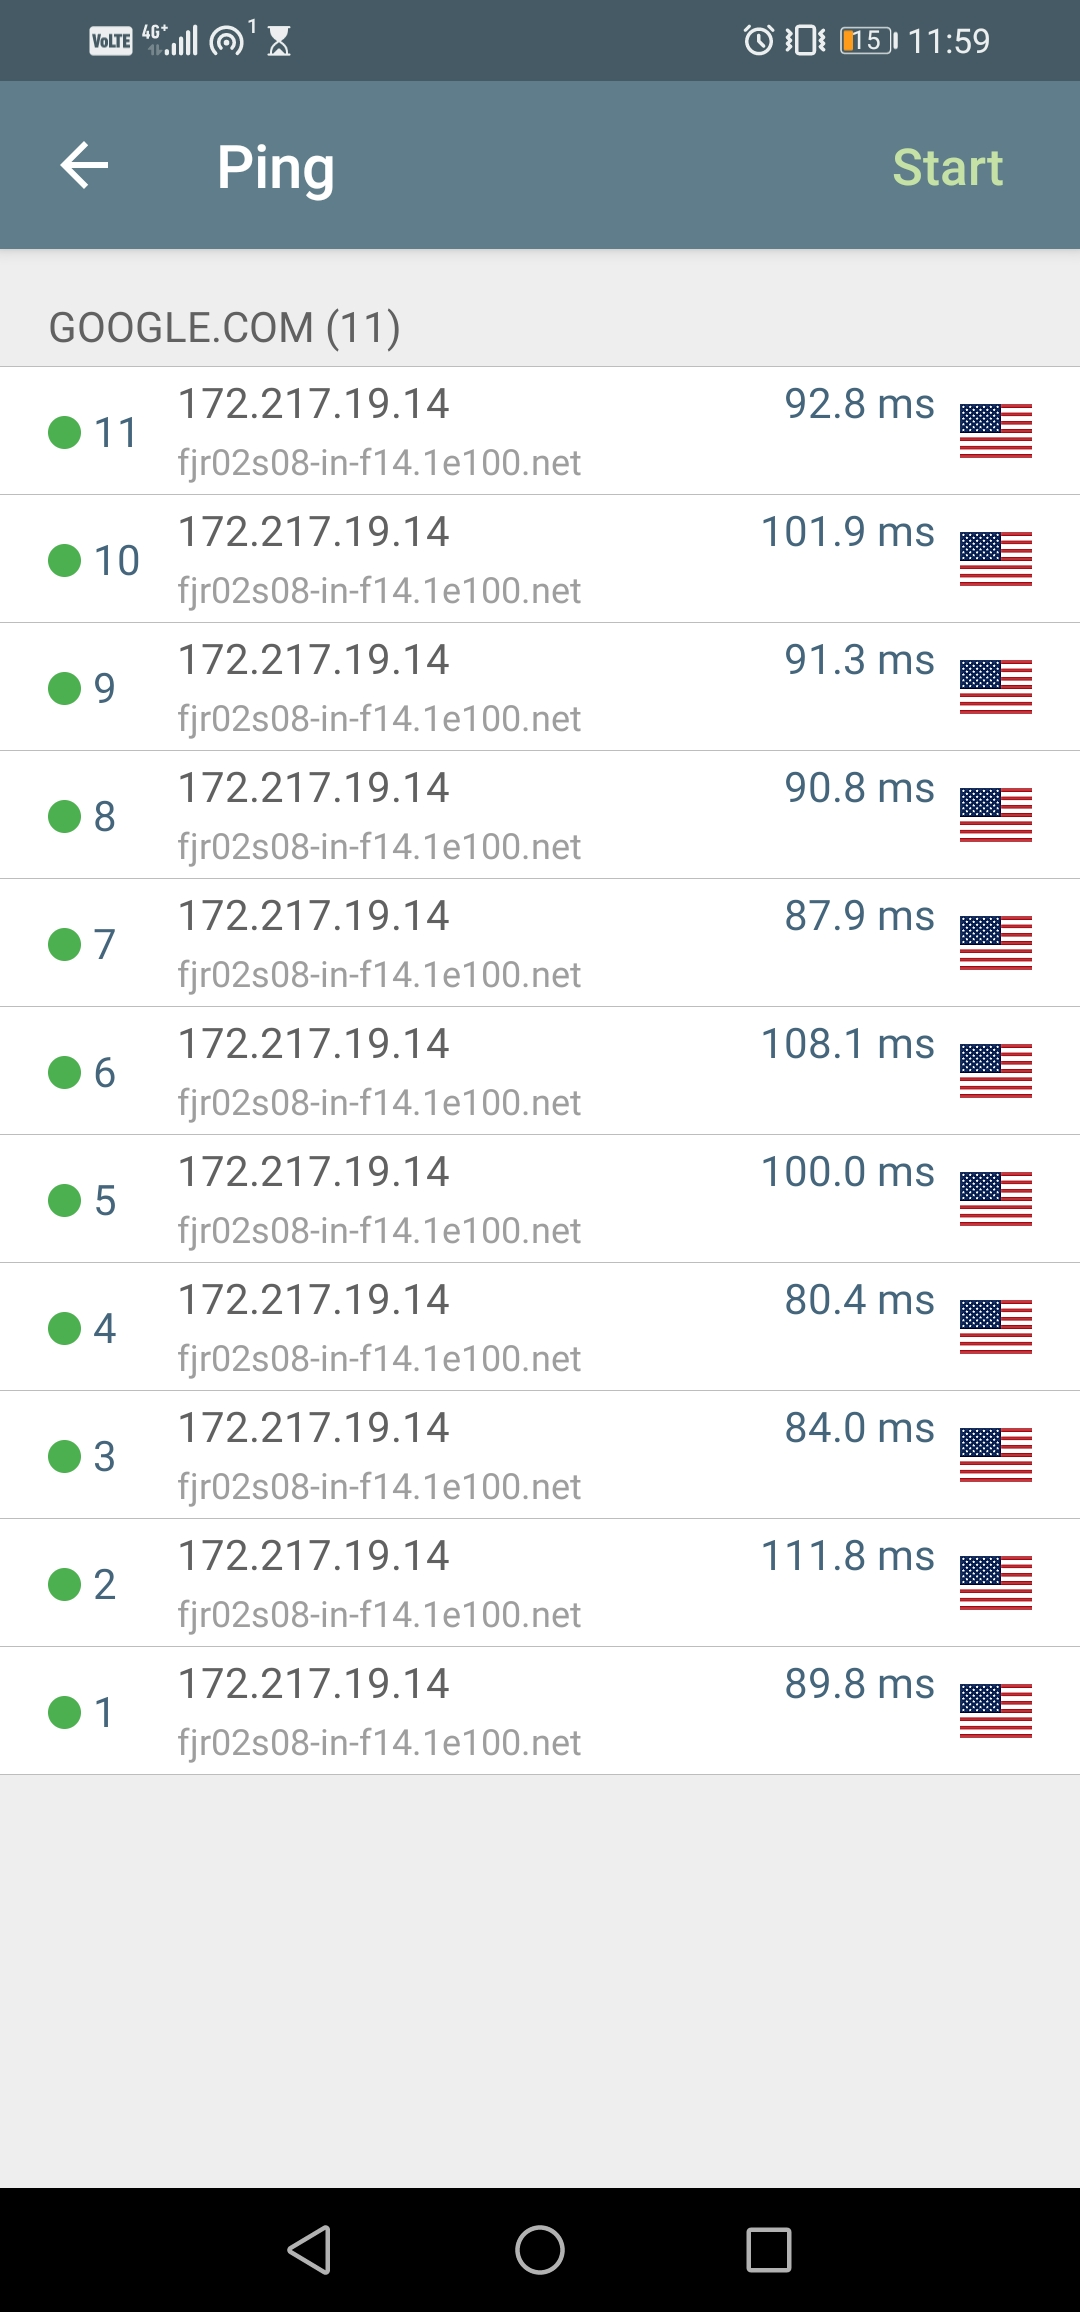 VoLTE 4G+ 1 15 11:59
Ping Start
GOOGLE.COM (11)
11 172.217.19.14 92.8 ms
fjr02s08-in-f14.1e100.net
10 172.217.19.14 101.9 ms
fjr02s08-in-f14.1e100.net
9 172.217.19.14 91.3 ms
fjr02s08-in-f14.1e100.net
8 172.217.19.14 90.8 ms
fjr02s08-in-f14.1e100.net
7 172.217.19.14 87.9 ms
fjr02s08-in-f14.1e100.net
6 172.217.19.14 108.1 ms
fjr02s08-in-f14.1e100.net
5 172.217.19.14 100.0 ms
fjr02s08-in-f14.1e100.net
4 172.217.19.14 80.4 ms
fjr02s08-in-f14.1e100.net
3 172.217.19.14 84.0 ms
fjr02s08-in-f14.1e100.net
2 172.217.19.14 111.8 ms
fjr02s08-in-f14.1e100.net
1 172.217.19.14 89.8 ms
fjr02s08-in-f14.1e100.net